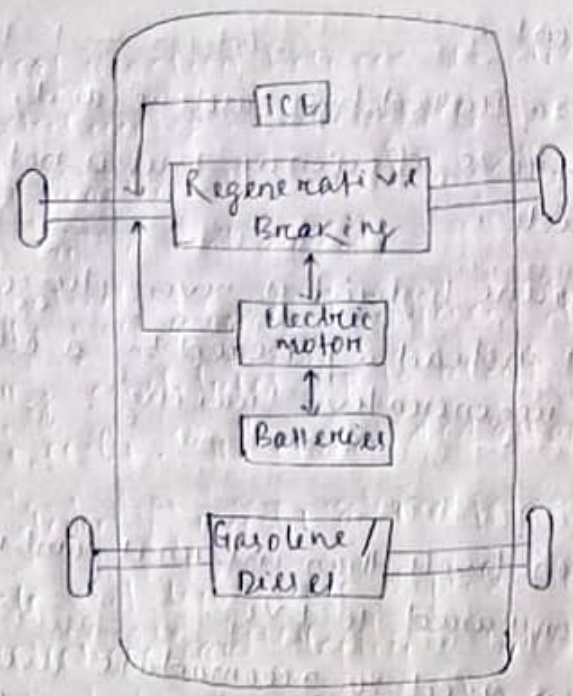 ICE
Regenerative
Braking
Electric
motor
Batteries
Gasoline/
Diesel